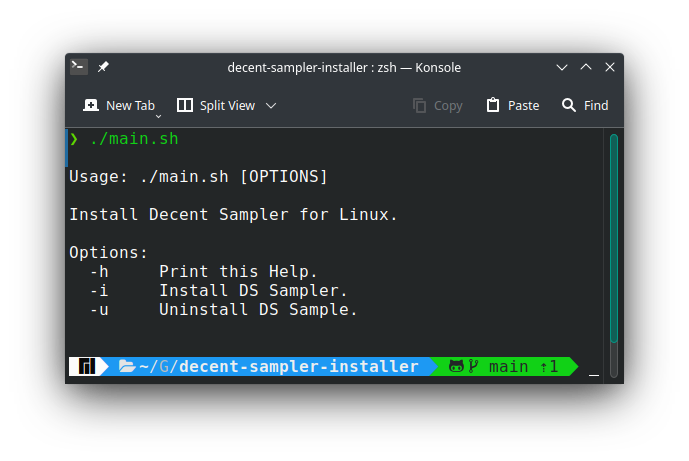 decent-sampler-installer : zsh — Konsole
New Tab Split View Copy Paste Find
❯ ./main.sh
Usage: ./main.sh [OPTIONS]
Install Decent Sampler for Linux.
Options:
-h Print this Help.
-i Install DS Sampler.
-u Uninstall DS Sample.
~/G/decent-sampler-installer main ↑1 _